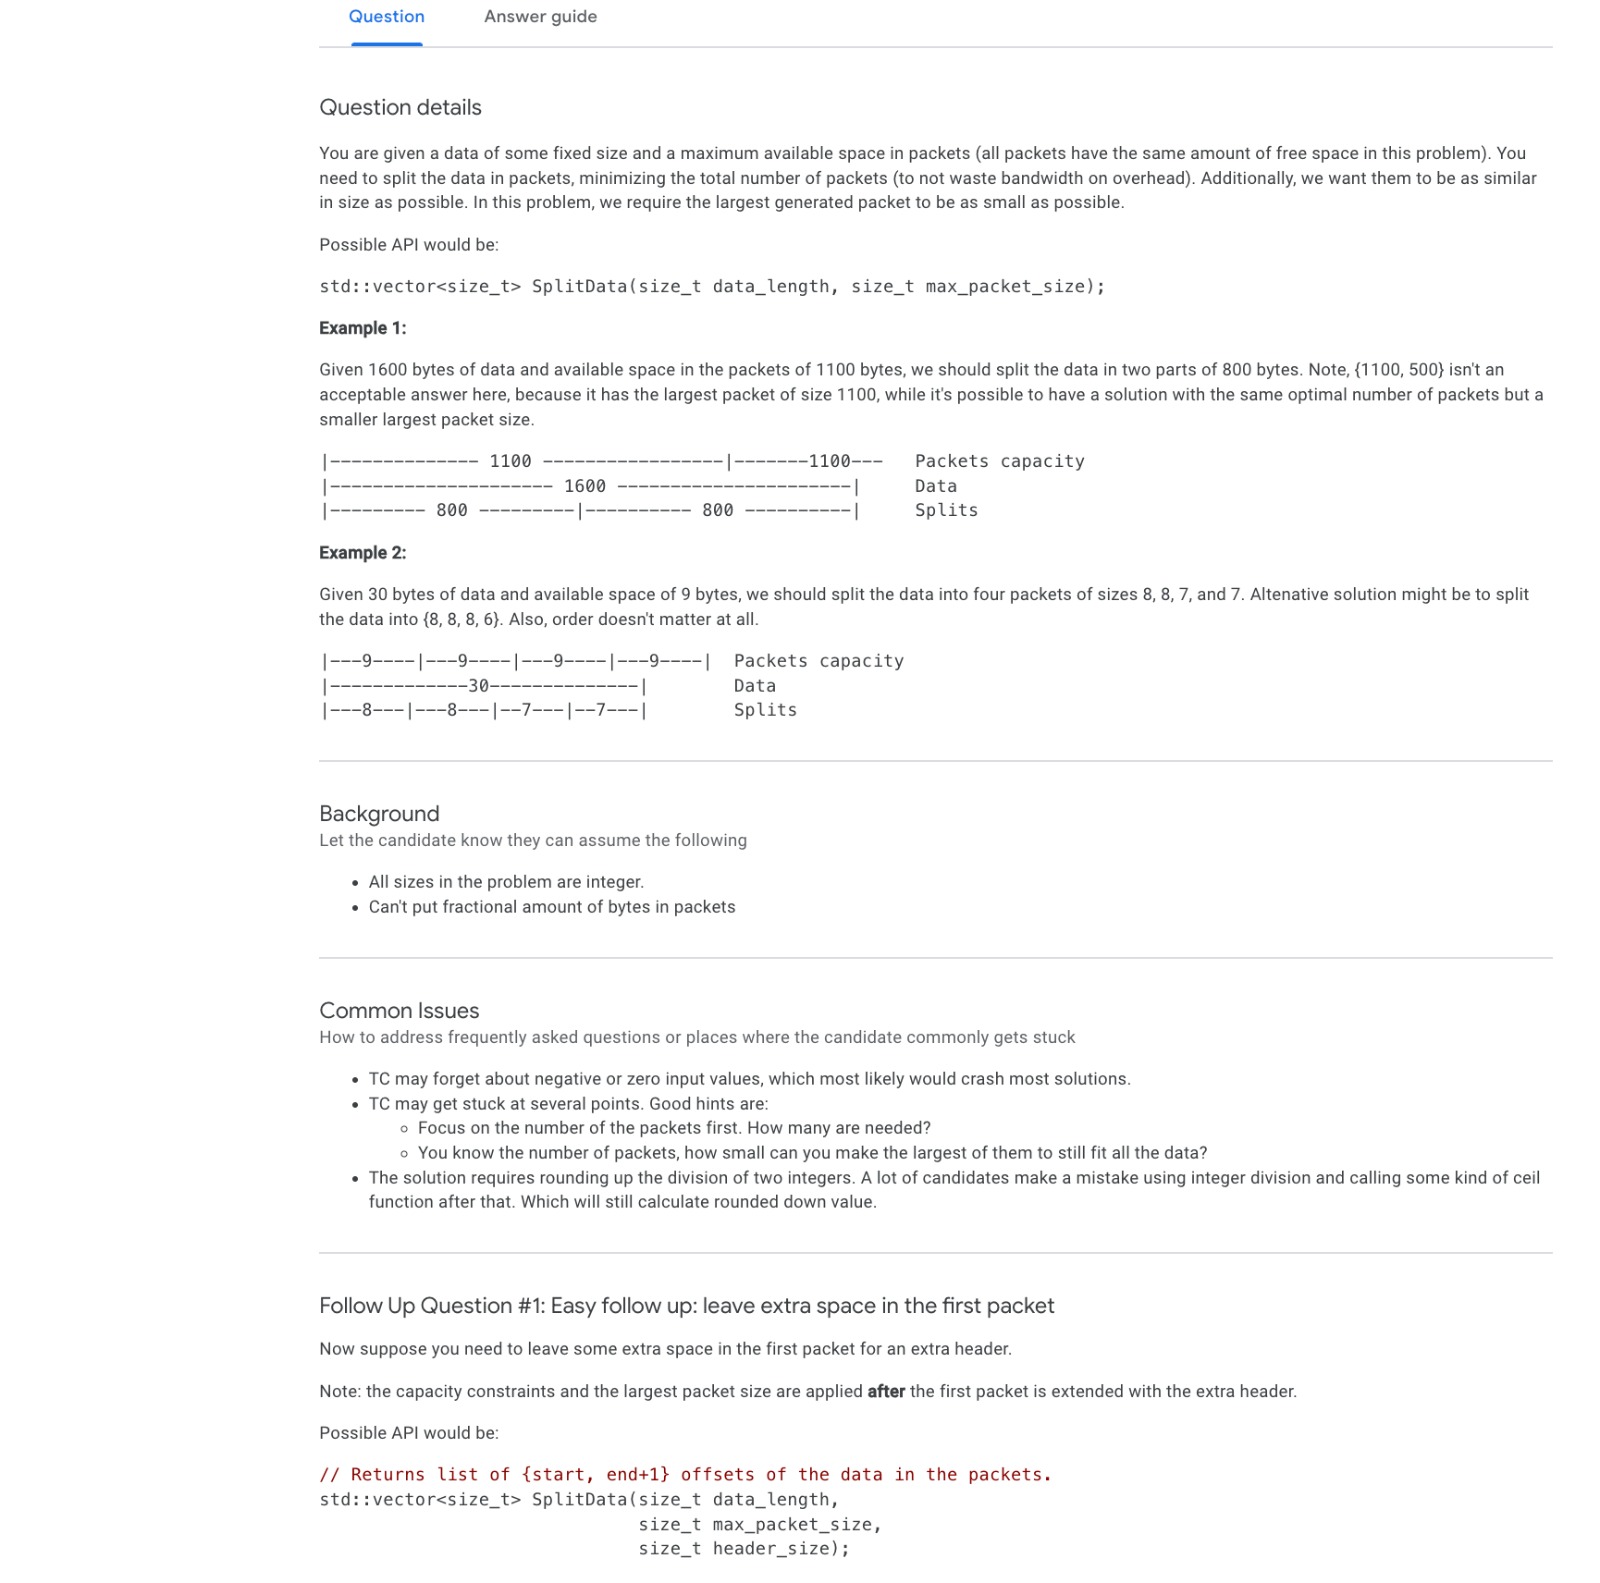 Question Answer guide
Question details
You are given a data of some fixed size and a maximum available space in packets (all packets have the same amount of free space in this problem). You
need to split the data in packets, minimizing the total number of packets (to not waste bandwidth on overhead). Additionally, we want them to be as similar
in size as possible. In this problem, we require the largest generated packet to be as small as possible.
Possible API would be:
std::vector<size_t> SplitData(size_t data_length, size_t max_packet_size);
Example 1:
Given 1600 bytes of data and available space in the packets of 1100 bytes, we should split the data in two parts of 800 bytes. Note, {1100, 500} isn't an
acceptable answer here, because it has the largest packet of size 1100, while it's possible to have a solution with the same optimal number of packets but a
smaller largest packet size.
|-------------- 1100 -----------------|-------1100--- Packets capacity
|--------------------- 1600 ----------------------| Data
|--------- 800 ---------|---------- 800 ----------| Splits
Example 2:
Given 30 bytes of data and available space of 9 bytes, we should split the data into four packets of sizes 8, 8, 7, and 7. Altenative solution might be to split
the data into {8, 8, 8, 6}. Also, order doesn't matter at all.
|---9----|---9----|---9----|---9----| Packets capacity
|-------------30--------------| Data
|---8---|---8---|--7---|--7---| Splits
Background
Let the candidate know they can assume the following
• All sizes in the problem are integer.
• Can't put fractional amount of bytes in packets
Common Issues
How to address frequently asked questions or places where the candidate commonly gets stuck
• TC may forget about negative or zero input values, which most likely would crash most solutions.
• TC may get stuck at several points. Good hints are:
○ Focus on the number of the packets first. How many are needed?
○ You know the number of packets, how small can you make the largest of them to still fit all the data?
• The solution requires rounding up the division of two integers. A lot of candidates make a mistake using integer division and calling some kind of ceil
function after that. Which will still calculate rounded down value.
Follow Up Question #1: Easy follow up: leave extra space in the first packet
Now suppose you need to leave some extra space in the first packet for an extra header.
Note: the capacity constraints and the largest packet size are applied after the first packet is extended with the extra header.
Possible API would be:
// Returns list of {start, end+1} offsets of the data in the packets.
std::vector<size_t> SplitData(size_t data_length,
size_t max_packet_size,
size_t header_size);